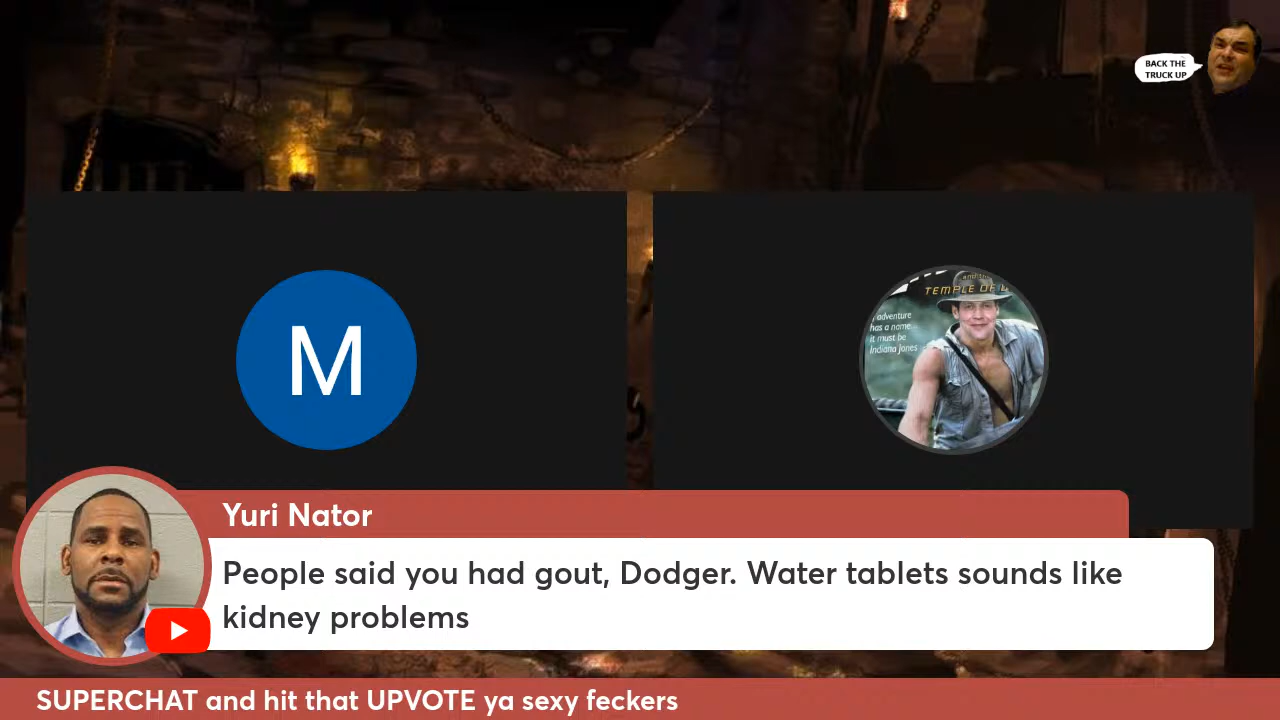 BACK THE
TRUCK UP
M
TEMPLE OF
adventure
has a name
it must be
Indiana Jones
Yuri Nator
People said you had gout, Dodger. Water tablets sounds like
kidney problems
SUPERCHAT and hit that UPVOTE ya sexy feckers